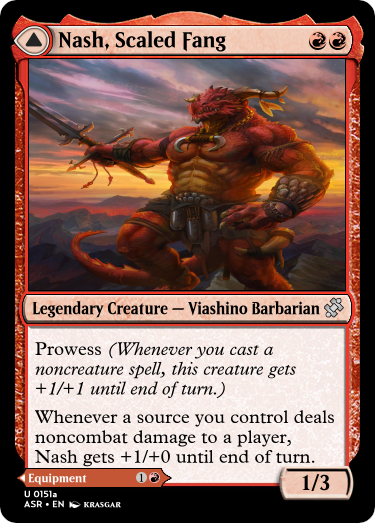 Nash, Scaled Fang
Legendary Creature — Viashino Barbarian
Prowess (Whenever you cast a
noncreature spell, this creature gets
+1/+1 until end of turn.)
Whenever a source you control deals
noncombat damage to a player,
Nash gets +1/+0 until end of turn.
Equipment 1
1/3
U 0151a
ASR • EN KRASGAR